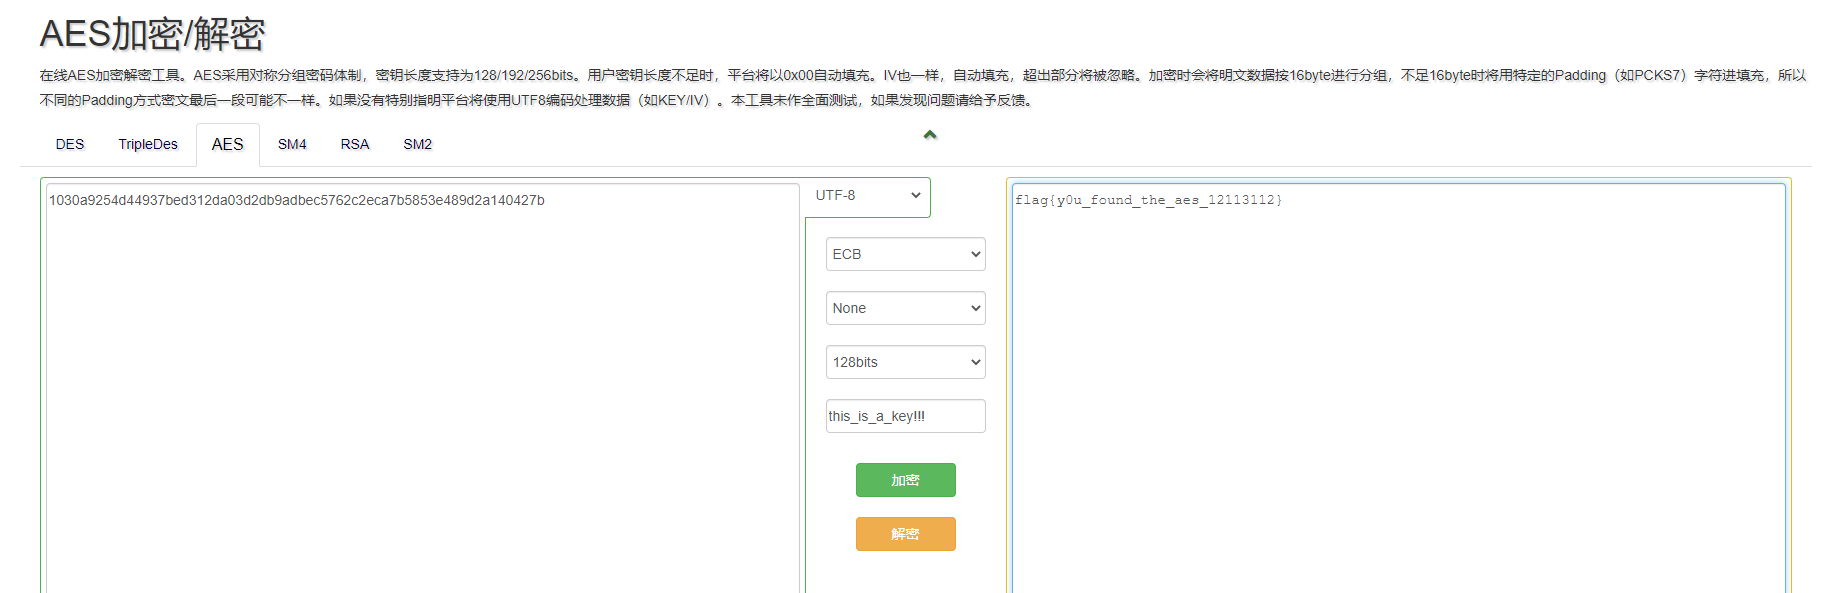 AES加密/解密
在线AES加密解密工具。AES采用对称分组密码体制，密钥长度支持为128/192/256bits。用户密钥长度不足时，平台将以0x00自动填充。IV也一样，自动填充，超出部分将被忽略。加密时会将明文数据按16byte进行分组，不足16byte时将用特定的Padding（如PCKS7）字符进填充，所以
不同的Padding方式密文最后一段可能不一样。如果没有特别指明平台将使用UTF8编码处理数据（如KEY/IV）。本工具未作全面测试，如果发现问题请给予反馈。
DES TripleDes AES SM4 RSA SM2
1030a9254d44937bed312da03d2db9adbec5762c2eca7b5853e489d2a140427b
UTF-8
ECB
None
128bits
this_is_a_key!!!
加密
解密
flag{y0u_found_the_aes_12113112}